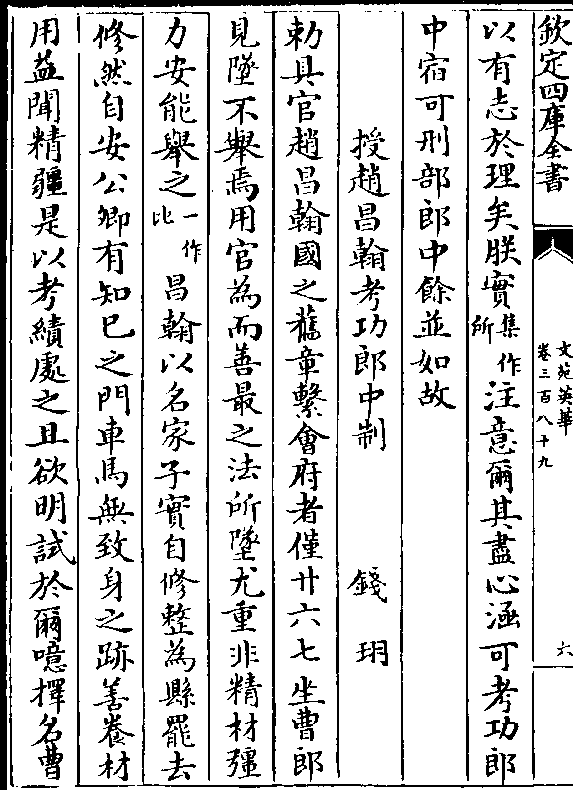 欽定四庫全書
文苑英華
卷三百八十九
六
以有志於理矣朕實集作所注意爾其盡心涵可考功郎
中宿可刑部郎中餘並如故
授趙昌翰考功郎中制 錢珝
勅具官趙昌翰國之舊章繫會府者僅廿六七坐曹郎
見墜不舉焉用官為而善最之法所墜尤重非精材彊
力安能舉之一作比昌翰以名家子實自修整為縣罷去
修然自安公卿有知已之門車馬無致身之跡善養材
用益聞精彊是以考績處之且欲明試於爾噫擇名曹